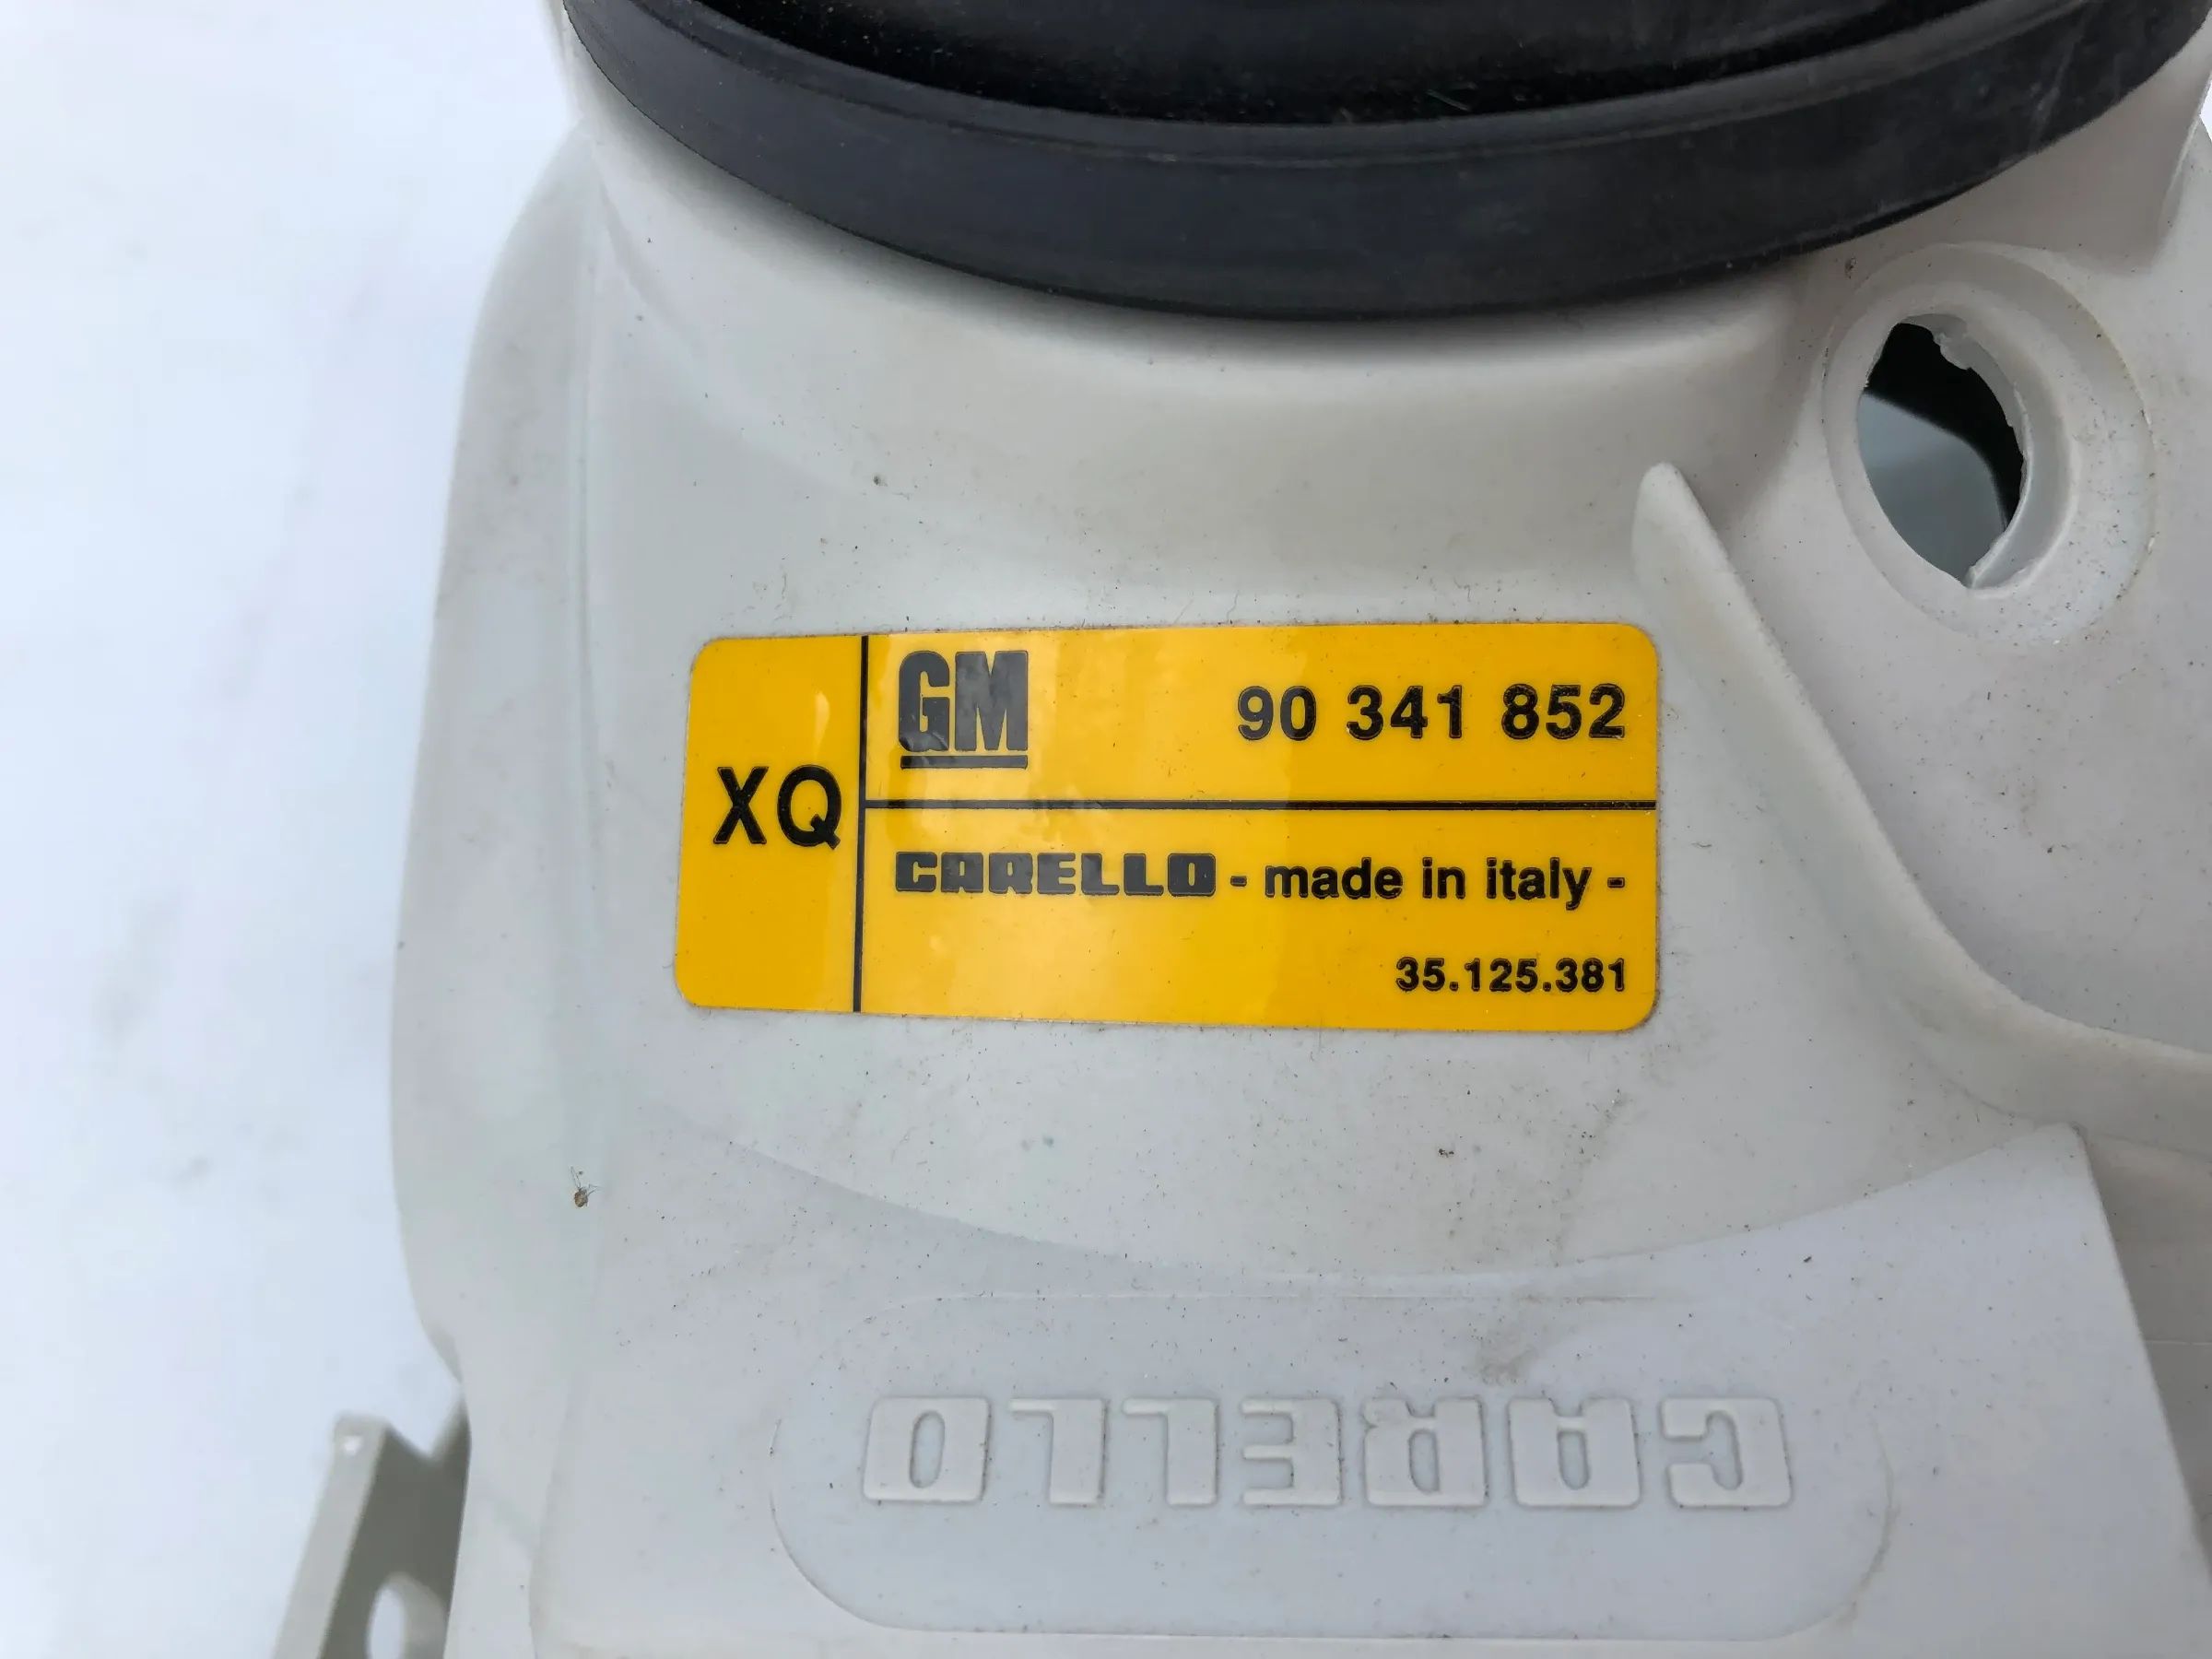 XQ
GM 90 341 852
CARELLO - made in italy -
35.125.381
CARELLO